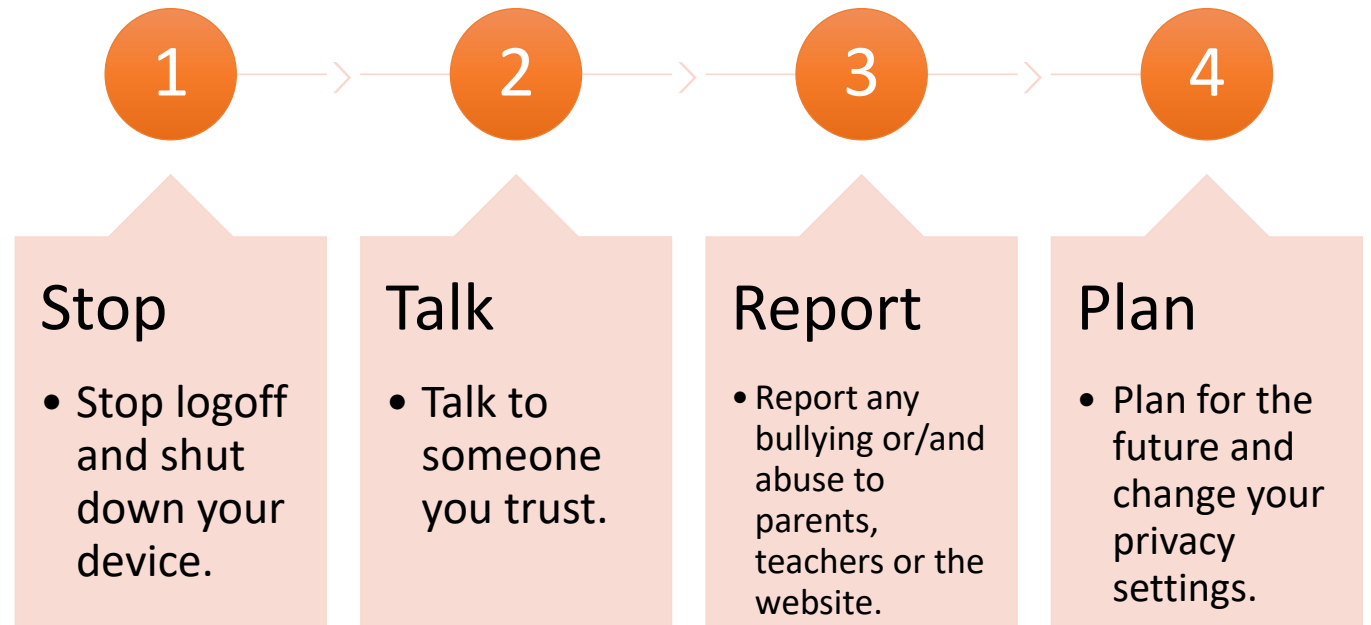 1
2
3
4
Stop
• Stop logoff
and shut
down your
device.
Talk
• Talk to
someone
you trust.
Report
• Report any
bullying or/and
abuse to
parents,
teachers or the
website.
Plan
• Plan for the
future and
change your
privacy
settings.